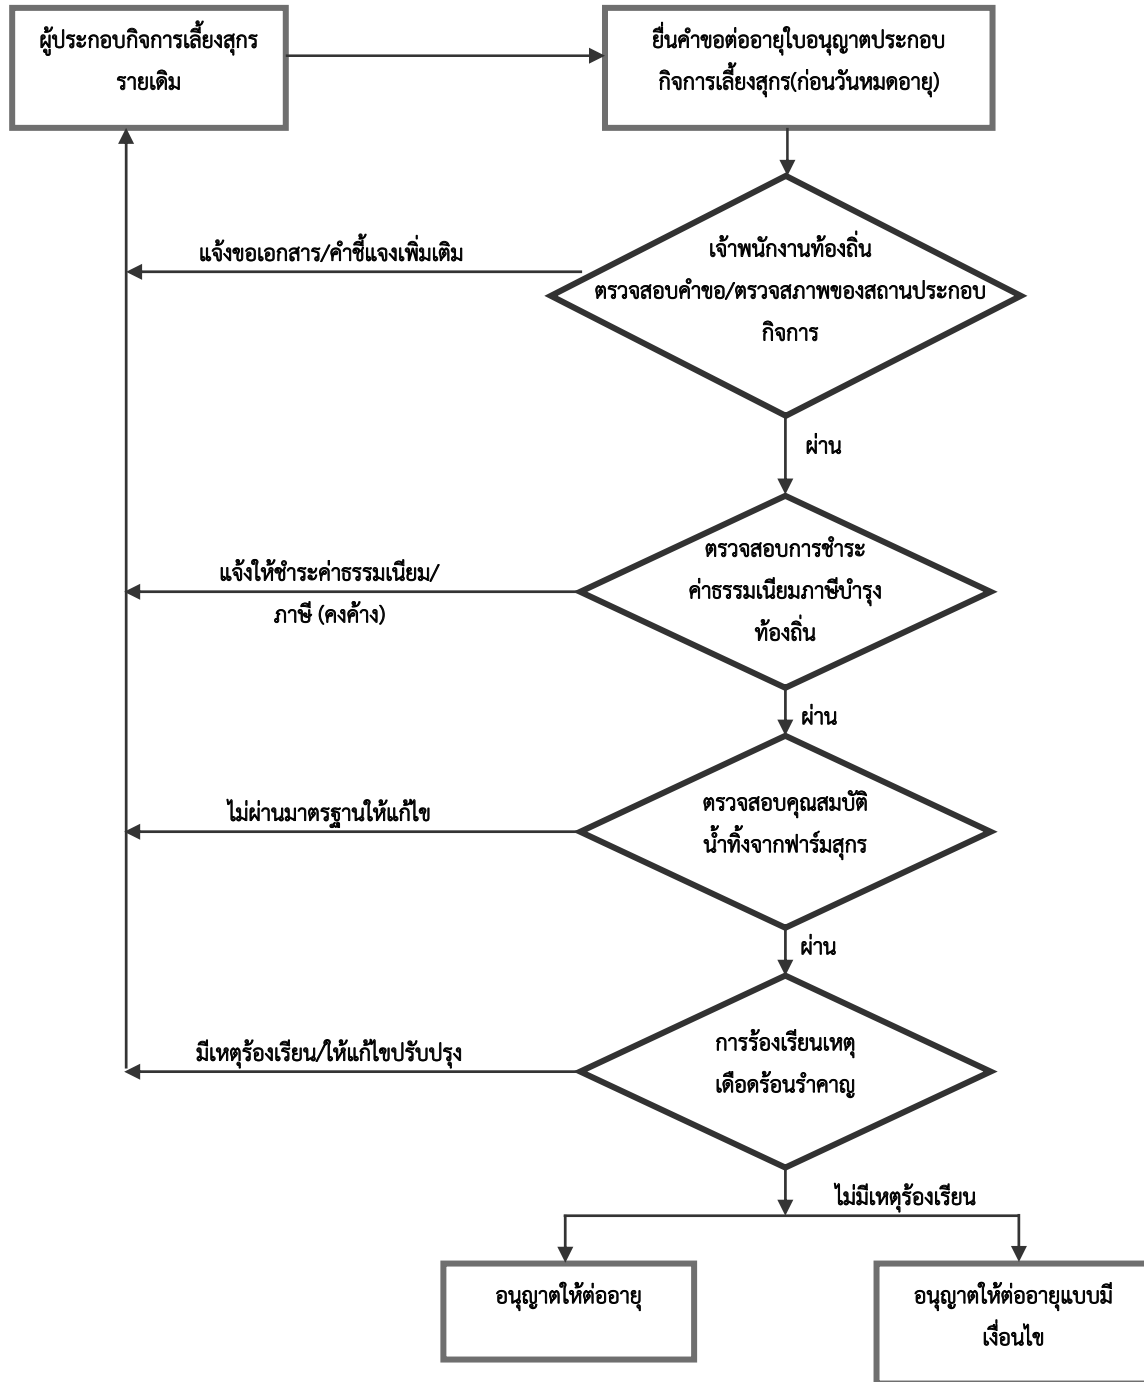 ผู้ประกอบกิจการเลี้ยงสุกร
รายเดิม
ยื่นคำขอต่ออายุใบอนุญาตประกอบ
กิจการเลี้ยงสุกร(ก่อนวันหมดอายุ)
แจ้งขอเอกสาร/คำชี้แจงเพิ่มเติม
เจ้าพนักงานท้องถิ่น
ตรวจสอบคำขอ/ตรวจสภาพของสถานประกอบ
กิจการ
ผ่าน
แจ้งให้ชำระค่าธรรมเนียม/
ภาษี (คงค้าง)
ตรวจสอบการชำระ
ค่าธรรมเนียมภาษีบำรุง
ท้องถิ่น
ผ่าน
ไม่ผ่านมาตรฐานให้แก้ไข
ตรวจสอบคุณสมบัติ
น้ำทิ้งจากฟาร์มสุกร
ผ่าน
มีเหตุร้องเรียน/ให้แก้ไขปรับปรุง
การร้องเรียนเหตุ
เดือดร้อนรำคาญ
ไม่มีเหตุร้องเรียน
อนุญาตให้ต่ออายุ
อนุญาตให้ต่ออายุแบบมี
เงื่อนไข